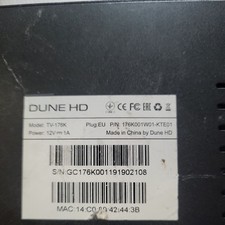 DUNE HD
Model: TV-176K Plug:EU P/N: 176K001W01-KTE01
Power: 12V⎓1A Made in China by Dune HD
S/N:GC176K001191902108
MAC:14 C0 89 42:44:3B